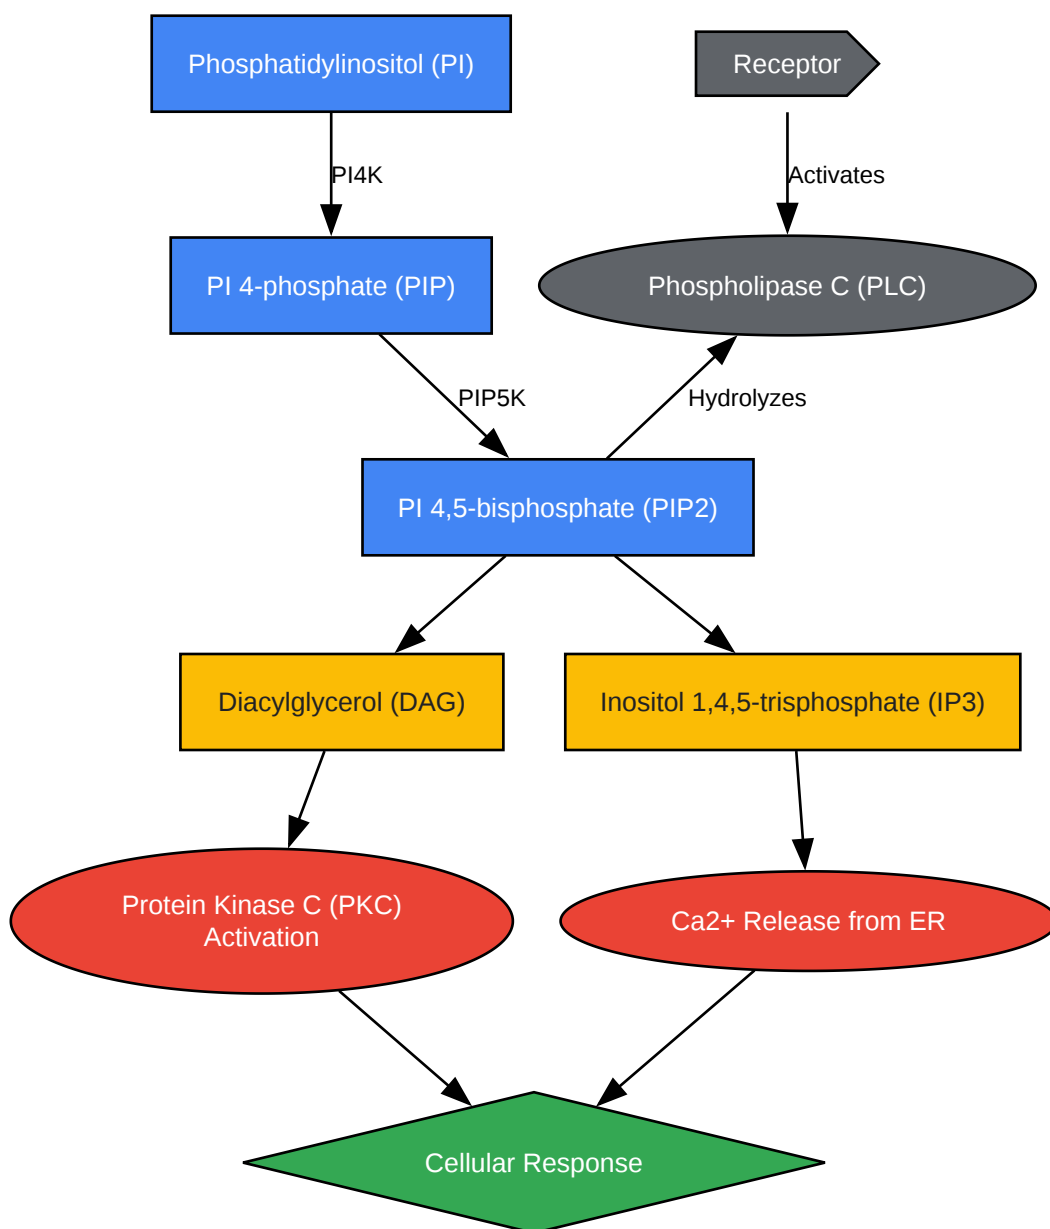 Phosphatidylinositol (PI)
Receptor
PI4K
Activates
PI 4-phosphate (PIP)
Phospholipase C (PLC)
PIP5K
Hydrolyzes
PI 4,5-bisphosphate (PIP2)
Diacylglycerol (DAG)
Inositol 1,4,5-trisphosphate (IP3)
Protein Kinase C (PKC)
Activation
Ca2+ Release from ER
Cellular Response